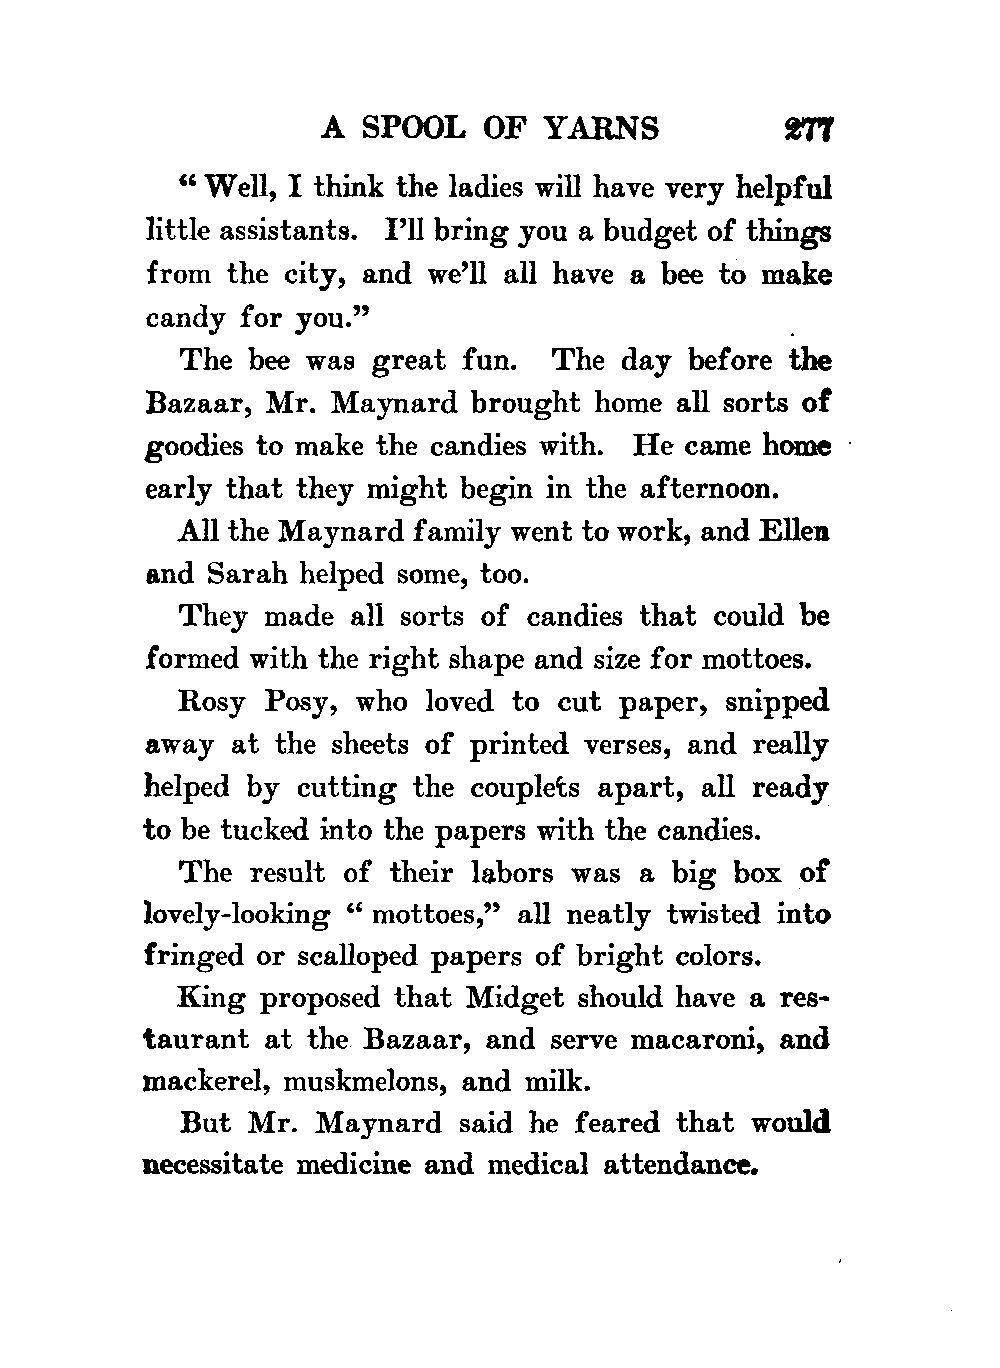 A SPOOL OF YARNS 277
“ Well, I think the ladies will have very helpful
little assistants. I’ll bring you a budget of things
from the city, and we’ll all have a bee to make
candy for you.”
The bee was great fun. The day before the
Bazaar, Mr. Maynard brought home all sorts of
goodies to make the candies with. He came home
early that they might begin in the afternoon.
All the Maynard family went to work, and Ellen
and Sarah helped some, too.
They made all sorts of candies that could be
formed with the right shape and size for mottoes.
Rosy Posy, who loved to cut paper, snipped
away at the sheets of printed verses, and really
helped by cutting the couplets apart, all ready
to be tucked into the papers with the candies.
The result of their labors was a big box of
lovely-looking “ mottoes,” all neatly twisted into
fringed or scalloped papers of bright colors.
King proposed that Midget should have a res-
taurant at the Bazaar, and serve macaroni, and
mackerel, muskmelons, and milk.
But Mr. Maynard said he feared that would
necessitate medicine and medical attendance.